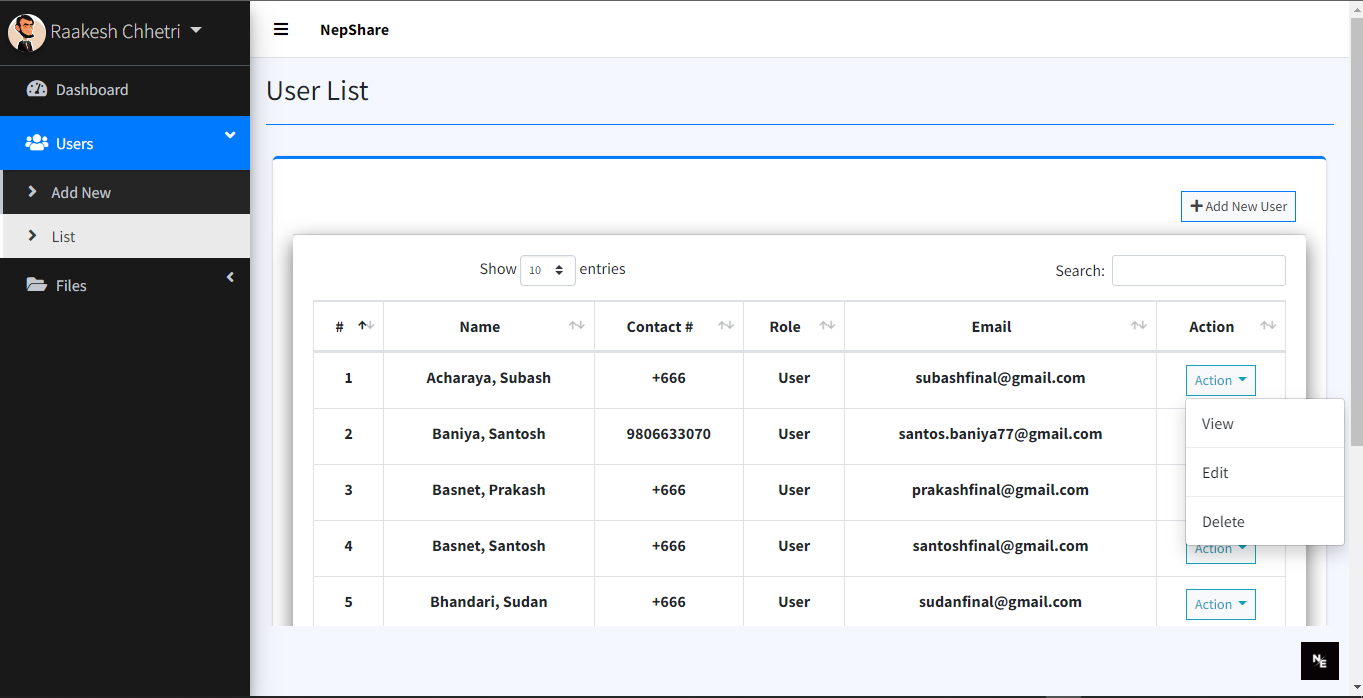 Raakesh Chhetri
NepShare
Dashboard
Users
Add New
List
Files
User List
Add New User
Show 10 entries
Search:
# Name Contact # Role Email Action
1 Acharaya, Subash +666 User subashfinal@gmail.com Action
View
Edit
Delete
2 Baniya, Santosh 9806633070 User santos.baniya77@gmail.com
3 Basnet, Prakash +666 User prakashfinal@gmail.com
4 Basnet, Santosh +666 User santoshfinal@gmail.com Action
5 Bhandari, Sudan +666 User sudanfinal@gmail.com Action
NE